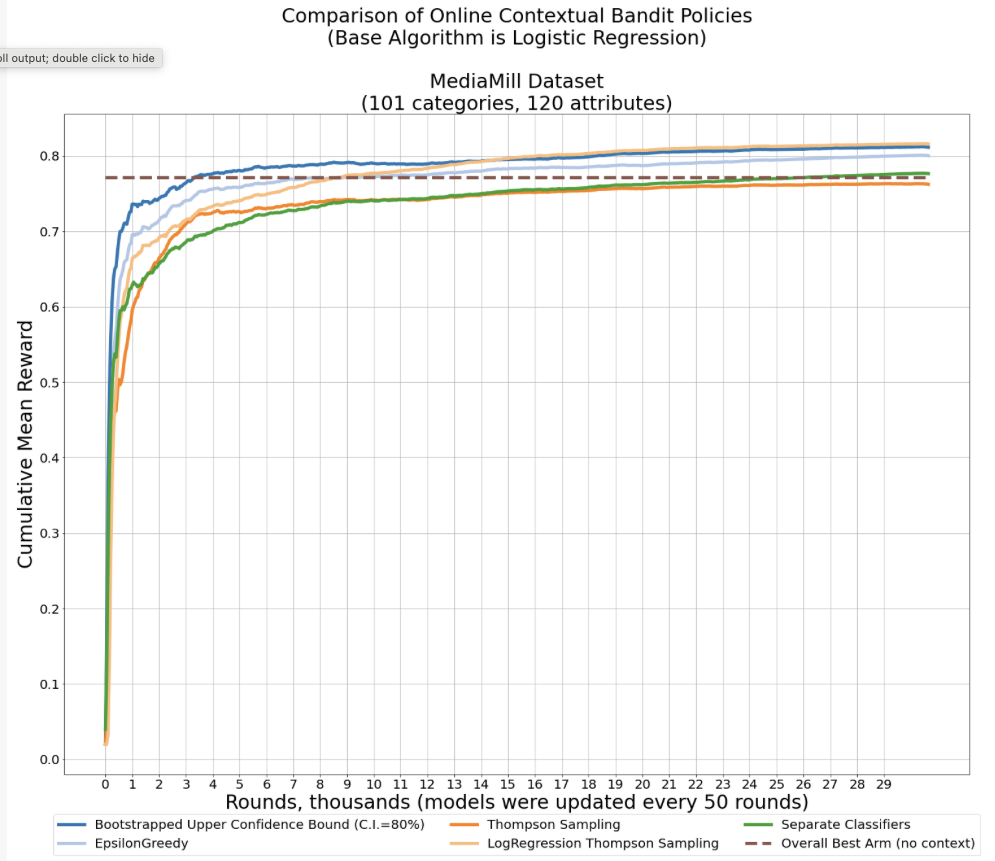 Comparison of Online Contextual Bandit Policies
(Base Algorithm is Logistic Regression)
oll output; double click to hide
MediaMill Dataset
(101 categories, 120 attributes)
Cumulative Mean Reward
0.8
0.7
0.6
0.5
0.4
0.3
0.2
0.1
0.0
0 1 2 3 4 5 6 7 8 9 10 11 12 13 14 15 16 17 18 19 20 21 22 23 24 25 26 27 28 29
Rounds, thousands (models were updated every 50 rounds)
Bootstrapped Upper Confidence Bound (C.I.=80%) Thompson Sampling Separate Classifiers
EpsilonGreedy LogRegression Thompson Sampling Overall Best Arm (no context)